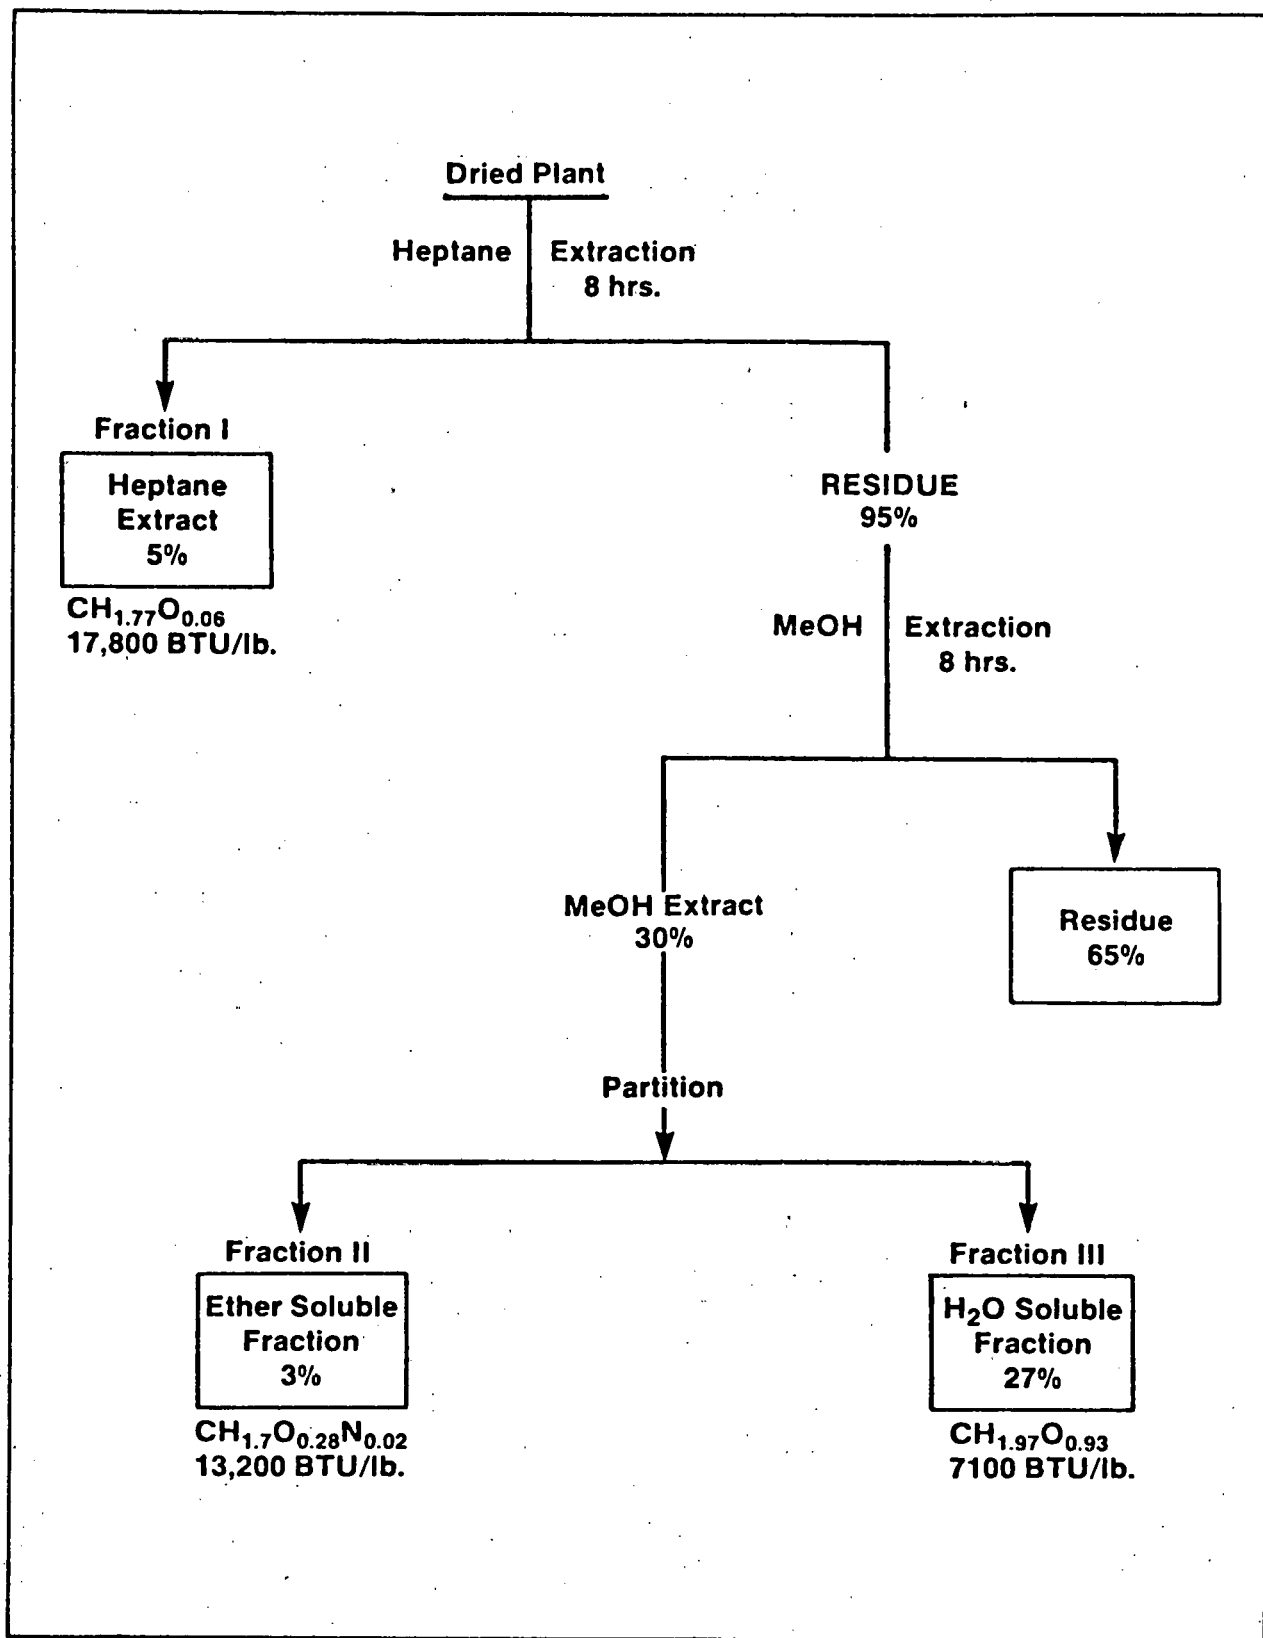 Dried Plant
Heptane Extraction
8 hrs.
Fraction I
Heptane
Extract
5%
CH1.77O0.06
17,800 BTU/lb.
RESIDUE
95%
MeOH Extraction
8 hrs.
MeOH Extract
30%
Residue
65%
Partition
Fraction II
Ether Soluble
Fraction
3%
CH1.7O0.28N0.02
13,200 BTU/lb.
Fraction III
H2O Soluble
Fraction
27%
CH1.97O0.93
7100 BTU/lb.